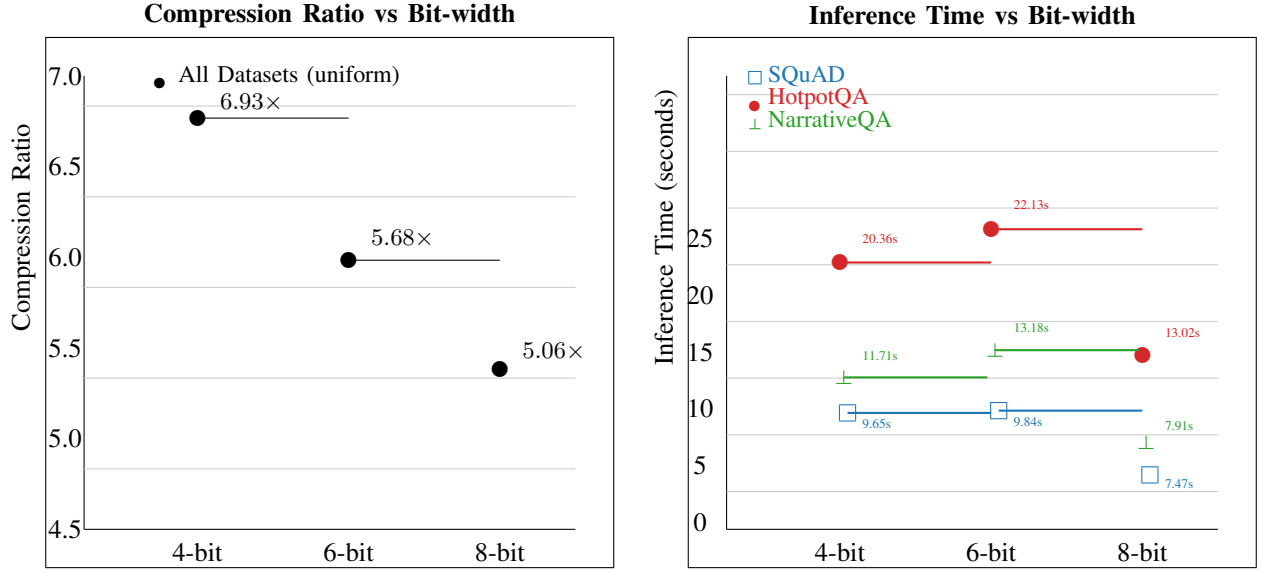 Compression Ratio vs Bit-width
Compression Ratio
7.0
6.5
6.0
5.5
5.0
4.5
All Datasets (uniform)
6.93×
5.68×
5.06×
4-bit
6-bit
8-bit
Inference Time vs Bit-width
Inference Time (seconds)
25
20
15
10
5
0
SQuAD
HotpotQA
NarrativeQA
20.36s
22.13s
13.02s
11.71s
13.18s
7.91s
9.65s
9.84s
7.47s
4-bit
6-bit
8-bit